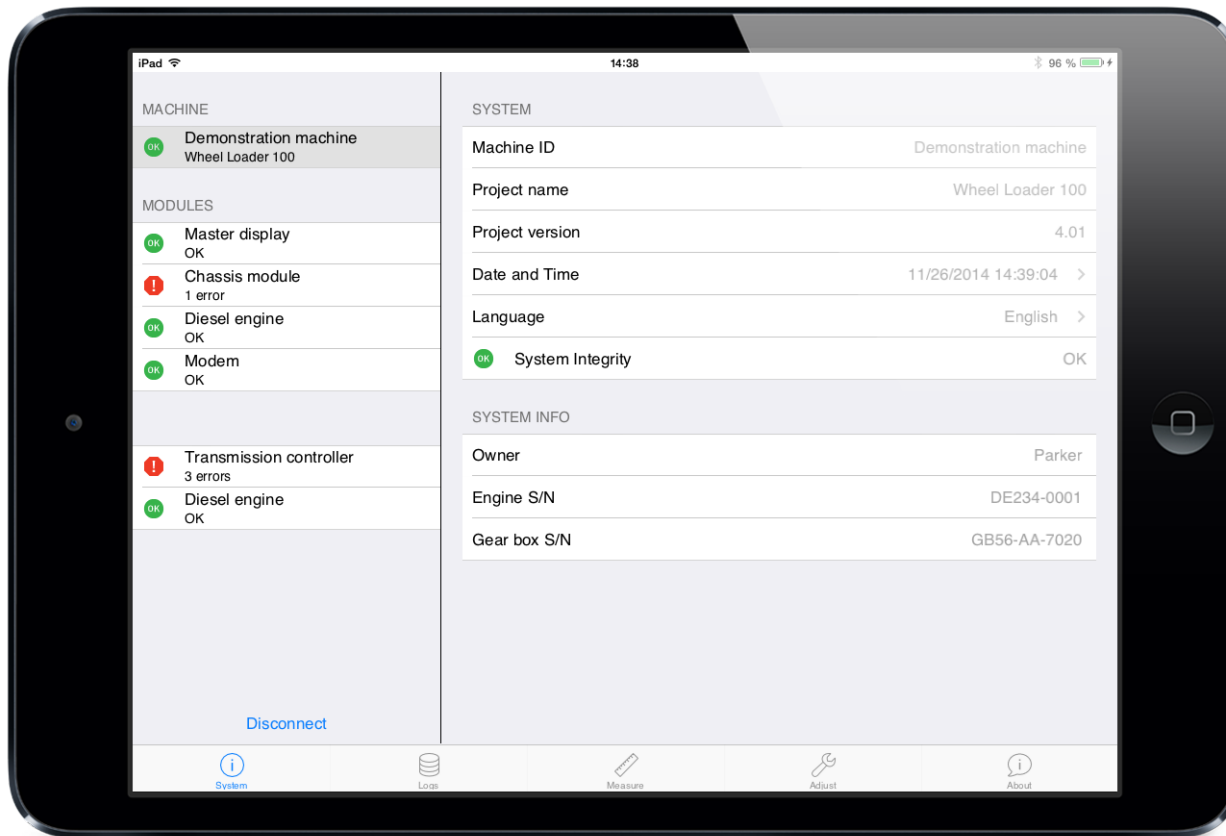 iPad
14:38
96 %
MACHINE
OK
Demonstration machine
Wheel Loader 100
MODULES
OK
Master display
OK
!
Chassis module
1 error
OK
Diesel engine
OK
OK
Modem
OK
!
Transmission controller
3 errors
OK
Diesel engine
OK
Disconnect
SYSTEM
Machine ID Demonstration machine
Project name Wheel Loader 100
Project version 4.01
Date and Time 11/26/2014 14:39:04 >
Language English >
OK System Integrity OK
SYSTEM INFO
Owner Parker
Engine S/N DE234-0001
Gear box S/N GB56-AA-7020
System
Logs
Measure
Adjust
About